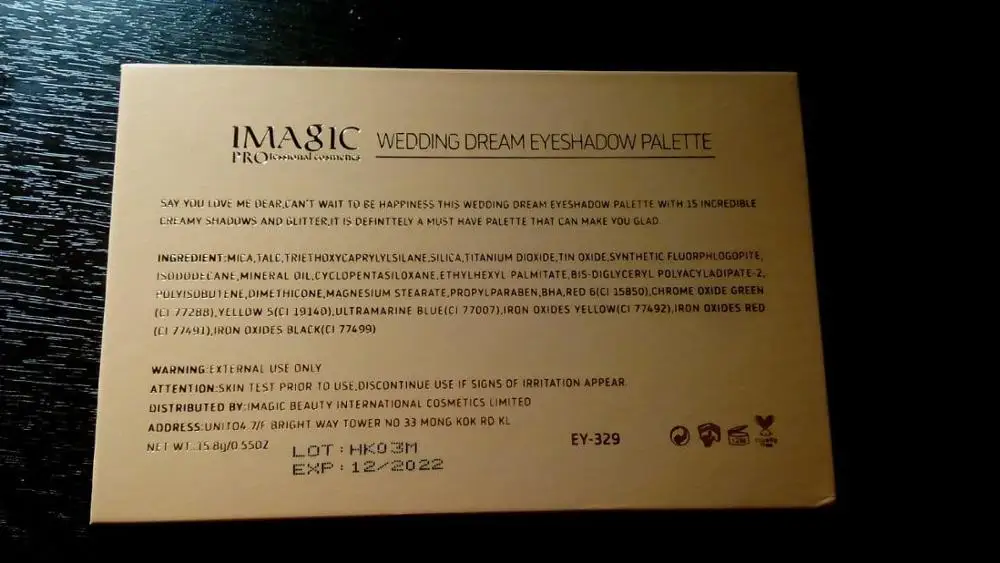 IMAGIC
PROfessional cosmetics
WEDDING DREAM EYESHADOW PALETTE
SAY YOU LOVE ME DEAR,CAN'T WAIT TO BE HAPPINESS THIS WEDDING DREAM EYESHADOW PALETTE WITH 15 INCREDIBLE
CREAMY SHADOWS AND GLITTER,IT IS DEFINTTELY A MUST HAVE PALETTE THAT CAN MAKE YOU GLAD.
INGREDIENT:MICA,TALC,TRIETHOXYCAPRYLYLSILANE,SILICA,TITANIUM DIOXIDE,TIN OXIDE,SYNTHETIC FLUORPHLOGOPITE,
ISODODECANE,MINERAL OIL,CYCLOPENTASILOXANE,ETHYLHEXYL PALMITATE,BIS-DIGLYCERYL POLYACYLADIPATE-2,
POLYISOBUTENE,DIMETHICONE,MAGNESIUM STEARATE,PROPYLPARABEN,BHA,RED 6(CI 15850),CHROME OXIDE GREEN
(CI 77288),YELLOW 5(CI 19140),ULTRAMARINE BLUE(CI 77007),IRON OXIDES YELLOW(CI 77492),IRON OXIDES RED
(CI 77491),IRON OXIDES BLACK(CI 77499)
WARNING:EXTERNAL USE ONLY
ATTENTION:SKIN TEST PRIOR TO USE,DISCONTINUE USE IF SIGNS OF IRRITATION APPEAR.
DISTRIBUTED BY:IMAGIC BEAUTY INTERNATIONAL COSMETICS LIMITED
ADDRESS:UNIT04,7/F BRIGHT WAY TOWER NO 33 MONG KOK RD KL
NET WT:15.8g/0.55OZ
LOT:HK03M
EXP:12/2022
EY-329
12M